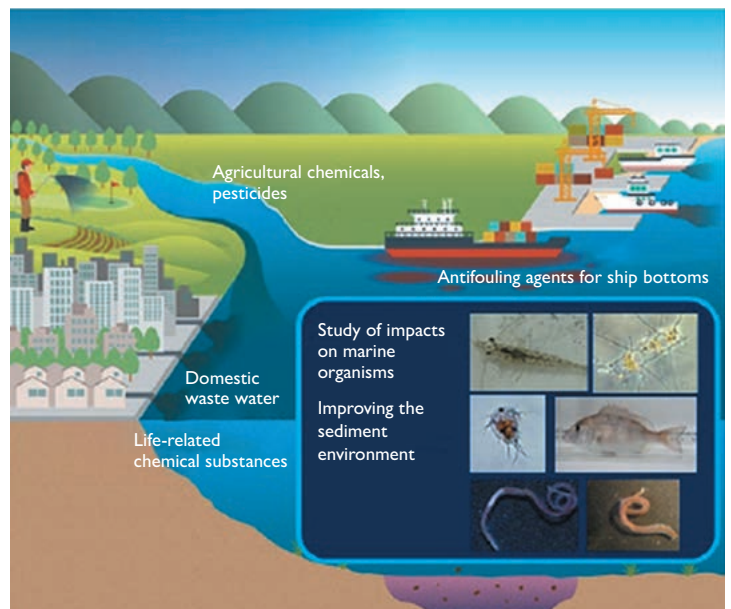 Agricultural chemicals,
pesticides
Antifouling agents for ship bottoms
Study of impacts
on marine
organisms
Improving the
sediment
environment
Domestic
waste water
Life-related
chemical substances